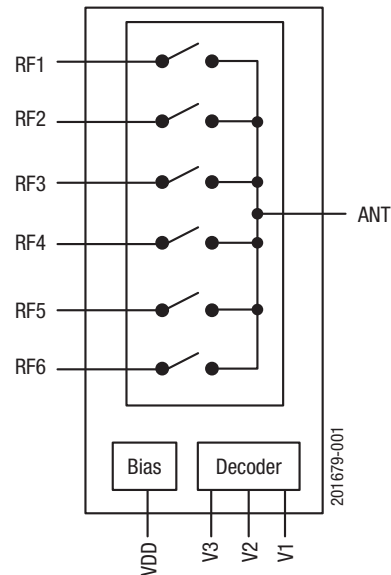 RF1
RF2
RF3
RF4
ANT
RF5
RF6
Bias
Decoder
201679-001
VDD
V3
V2
V1